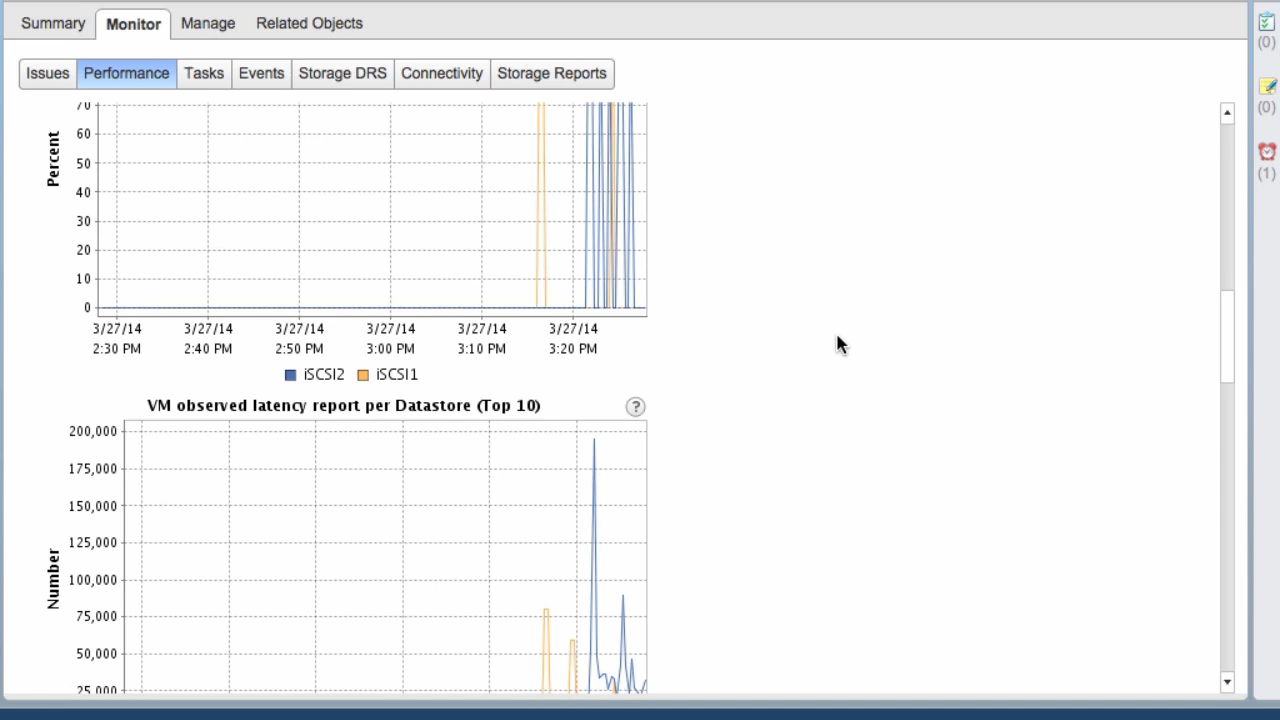 Summary Monitor Manage Related Objects
(0)
Issues Performance Tasks Events Storage DRS Connectivity Storage Reports
(0)
70
60
50
40
30
20
10
0
Percent
(1)
3/27/14 3/27/14 3/27/14 3/27/14 3/27/14 3/27/14
2:30 PM 2:40 PM 2:50 PM 3:00 PM 3:10 PM 3:20 PM
iSCSI2 iSCSI1
VM observed latency report per Datastore (Top 10) ?
200,000
175,000
150,000
125,000
100,000
75,000
50,000
25,000
Number